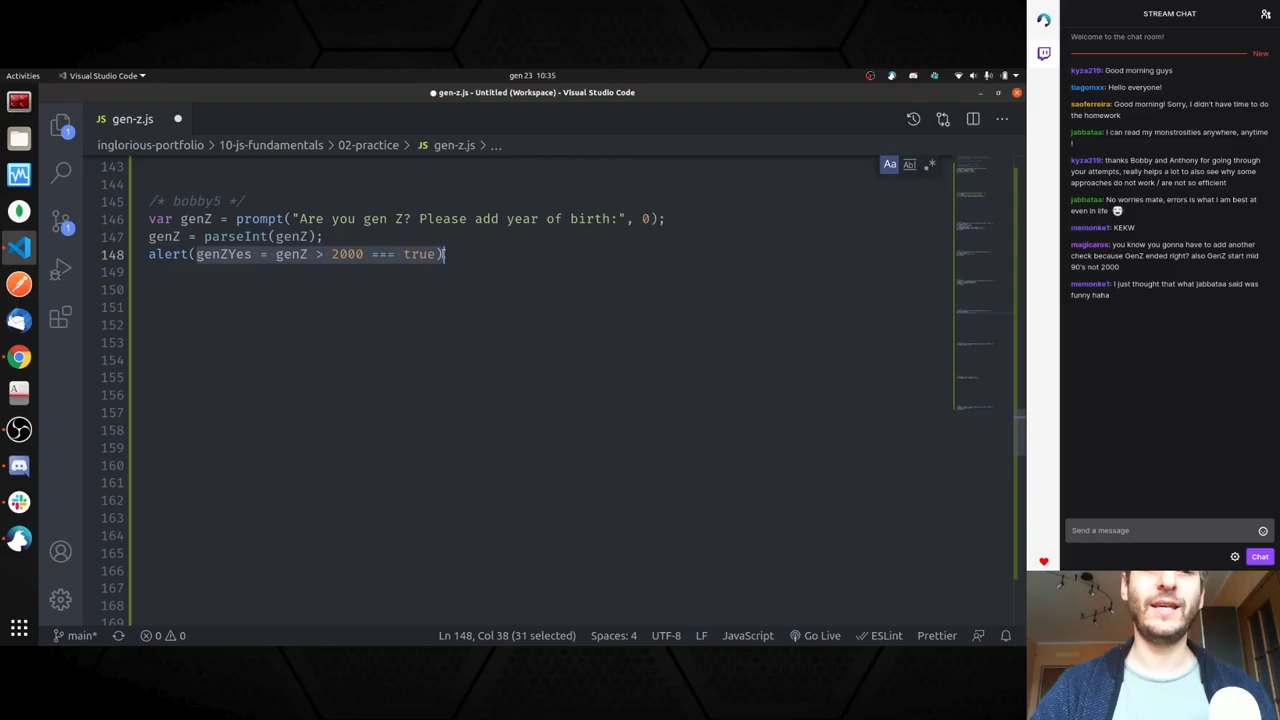 Activities
Visual Studio Code
gen 23 10:35
● gen-z.js - Untitled (Workspace) - Visual Studio Code
gen-z.js
inglorious-portfolio > 10-js-fundamentals > 02-pracice > JS gen-z.js > ...
143
144
145 /* bobby5 */
146 var genZ = prompt("Are you gen Z? Please add year of birth:", 0);
147 genZ = parseInt(genZ);
148 alert(genZYes = genZ > 2000 === true)
149
150
151
152
153
154
155
156
157
158
159
160
161
162
163
164
165
166
167
168
169
main*
0
0
Ln 148, Col 38 (31 selected)
Spaces: 4
UTF-8
LF
JavaScript
Go Live
ESLint
Prettier
STREAM CHAT
Welcome to the chat room!
New
kyza219: Good morning guys
tiagomxx: Hello everyone!
saoferreira: Good morning! Sorry, I didn't have time to do
the homework
jabbataa: I can read my monstrosities anywhere, anytime
!
kyza219: thanks Bobby and Anthony for going through
your attempts, really helps a lot to also see why some
approaches do not work / are not so efficient
jabbataa: No worries mate, errors is what I am best at
even in life
memonke1: KEKW
magicaros: you know you gonna have to add another
check because GenZ ended right? also GenZ start mid
90's not 2000
memonke1: I just thought that what jabbataa said was
funny haha
Send a message
Chat